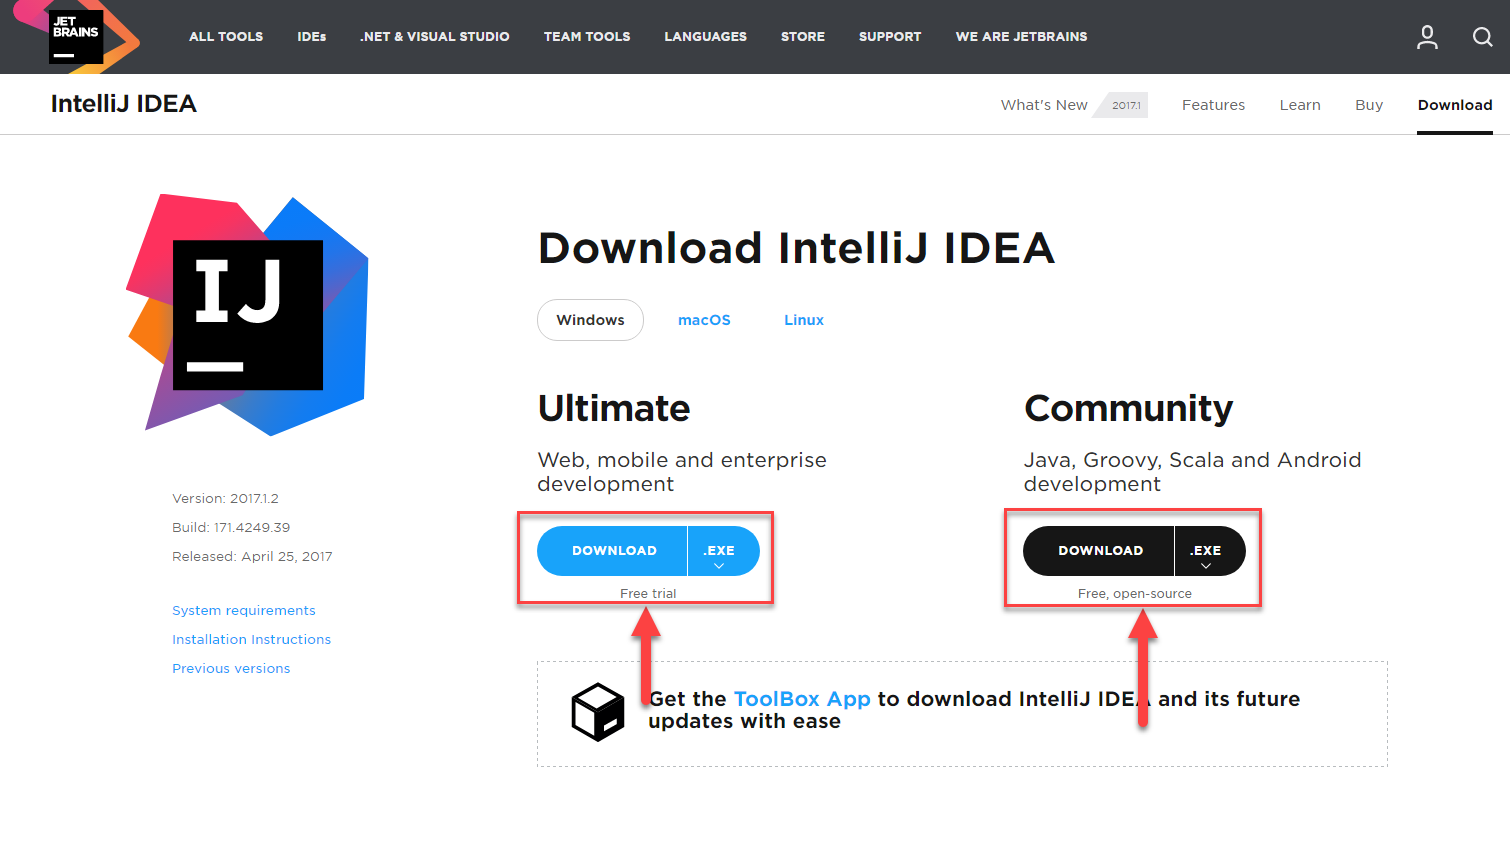 JET
BRAINS
ALL TOOLS IDEs .NET & VISUAL STUDIO TEAM TOOLS LANGUAGES STORE SUPPORT WE ARE JETBRAINS
IntelliJ IDEA
What's New 2017.1 Features Learn Buy Download
IJ
Download IntelliJ IDEA
Windows macOS Linux
Ultimate
Web, mobile and enterprise
development
DOWNLOAD .EXE
Free trial
Community
Java, Groovy, Scala and Android
development
DOWNLOAD .EXE
Free, open-source
Version: 2017.1.2
Build: 171.4249.39
Released: April 25, 2017
System requirements
Installation Instructions
Previous versions
Get the ToolBox App to download IntelliJ IDEA and its future
updates with ease